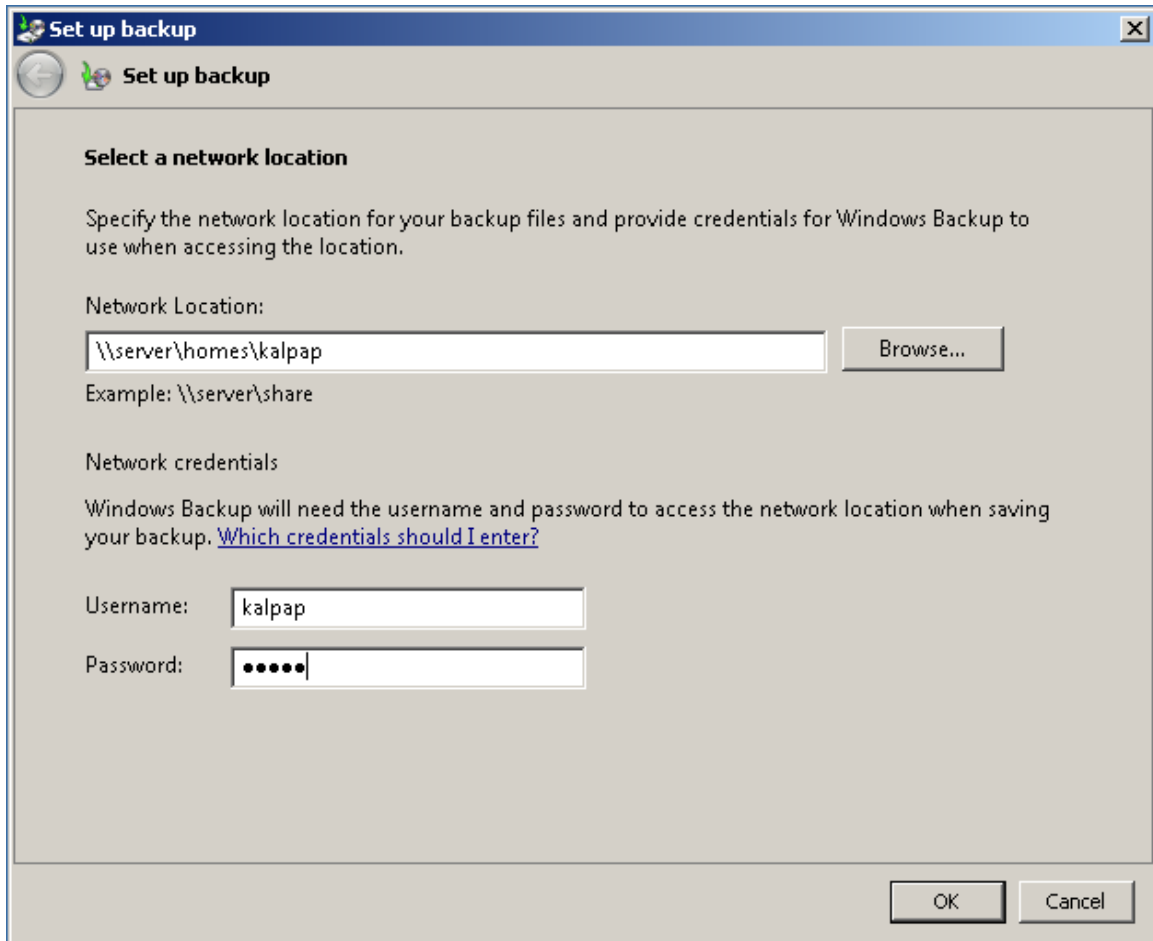 Set up backup
Set up backup
Select a network location
Specify the network location for your backup files and provide credentials for Windows Backup to
use when accessing the location.
Network Location:
\\server\homes\kalpap
Browse...
Example: \\server\share
Network credentials
Windows Backup will need the username and password to access the network location when saving
your backup. Which credentials should I enter?
Username: kalpap
Password: •••••
OK Cancel